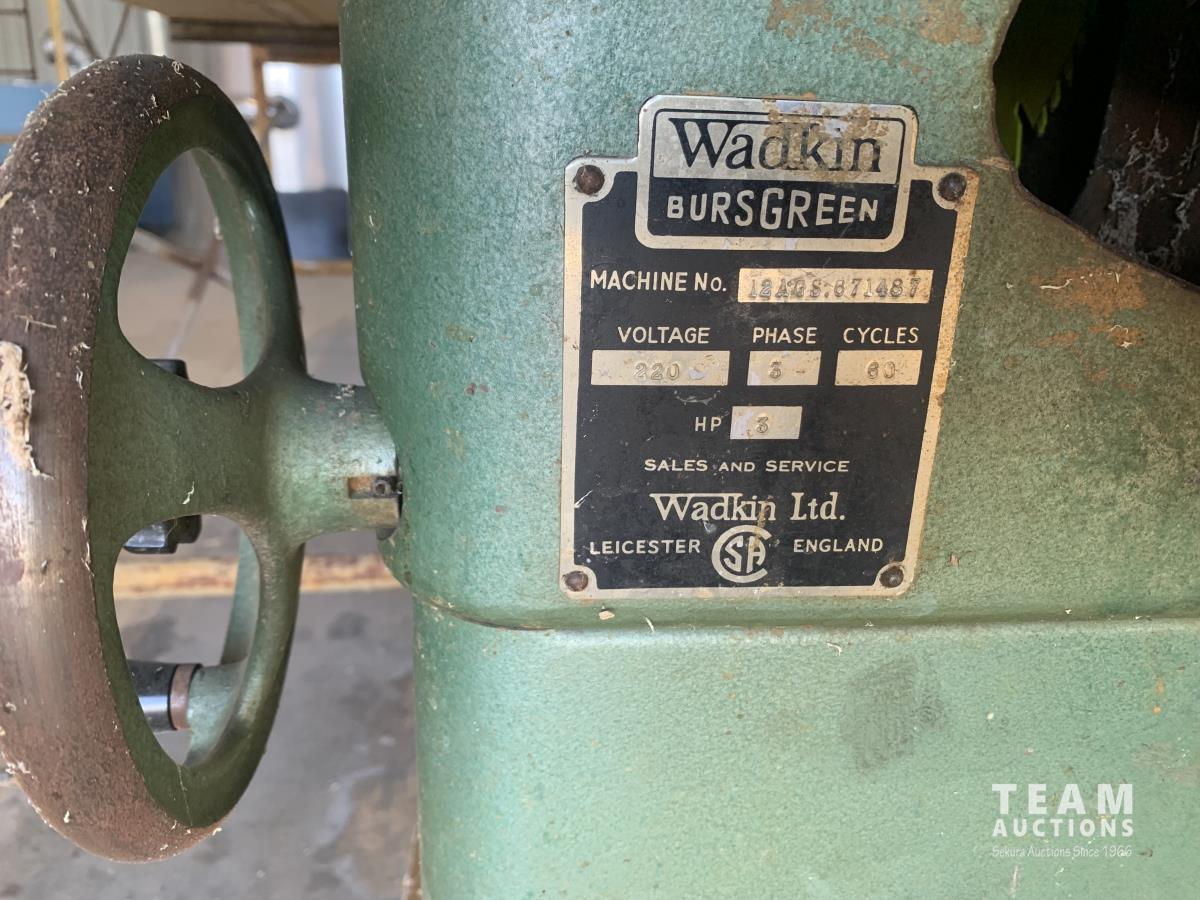 Wadkin
BURSGREEN
MACHINE No. 12AGS.671487
VOLTAGE PHASE CYCLES
220 3 60
HP 3
SALES AND SERVICE
Wadkin Ltd.
LEICESTER CSA ENGLAND
TEAM
AUCTIONS
Sekura Auctions Since 1966